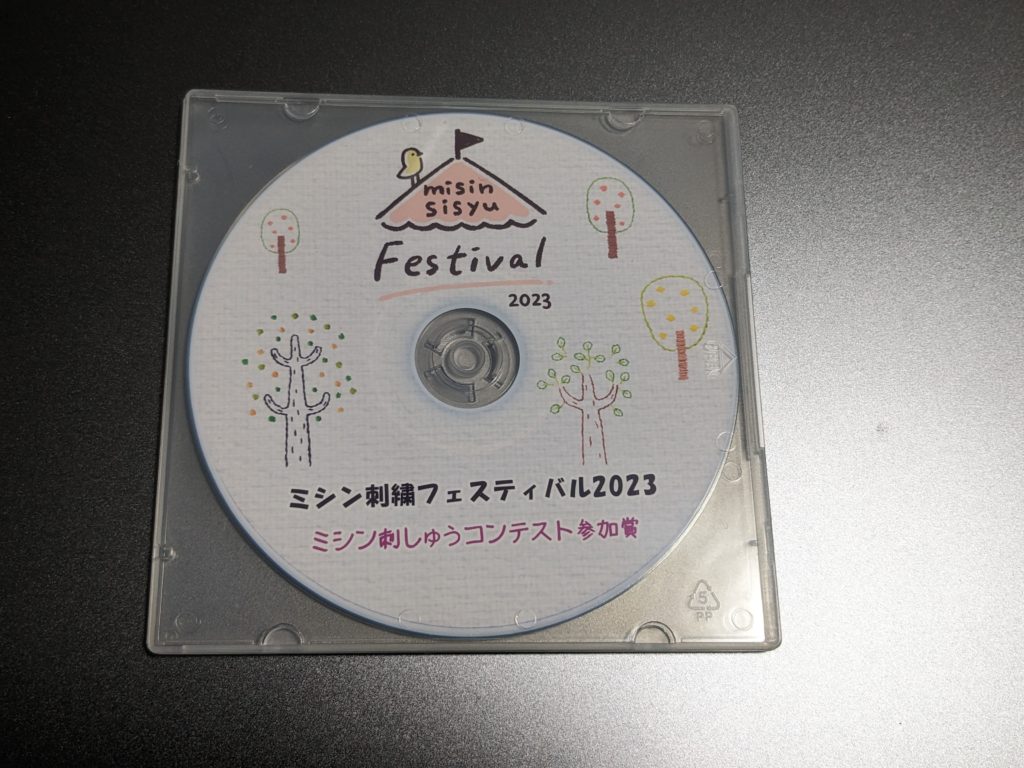 misin
sisyu
Festival
2023
ミシン刺繍フェスティバル2023
ミシン刺しゅうコンテスト参加賞
5
PP